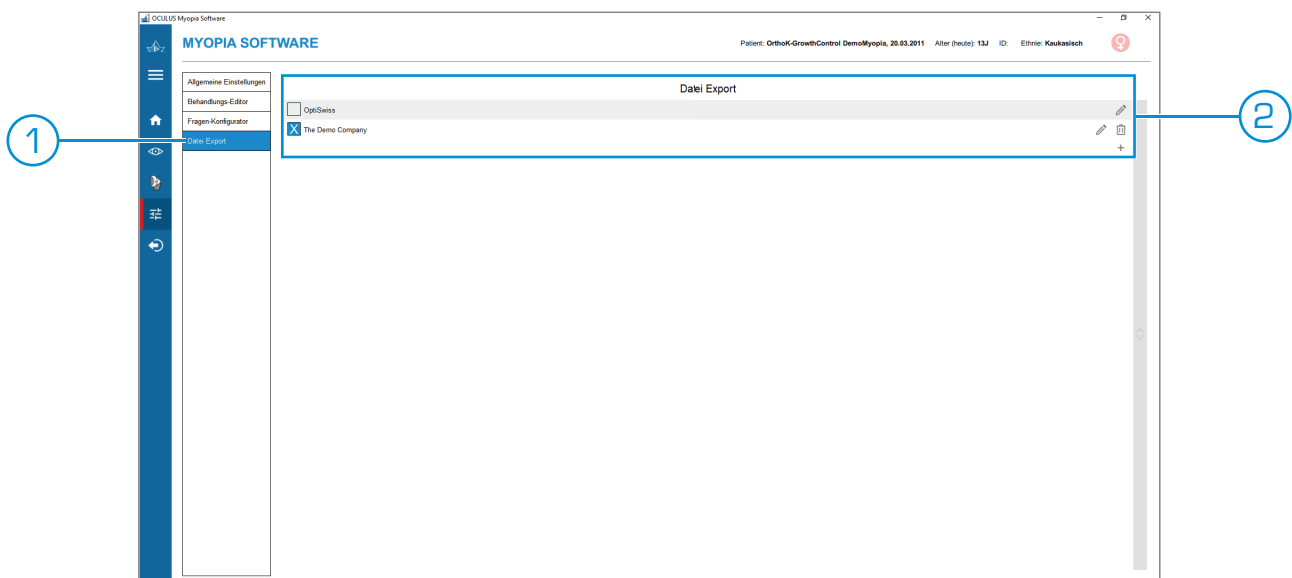 OCULUS Myopia Software
MYOPIA SOFTWARE
Patient: OrthoK-GrowthControl DemoMyopia, 20.03.2011 Alter (heute): 13J ID: Ethnie: Kaukasisch
Allgemeine Einstellungen
Behandlungs-Editor
Fragen-Konfigurator
Datei Export
Datei Export
OptiSwiss
X The Demo Company
1
2